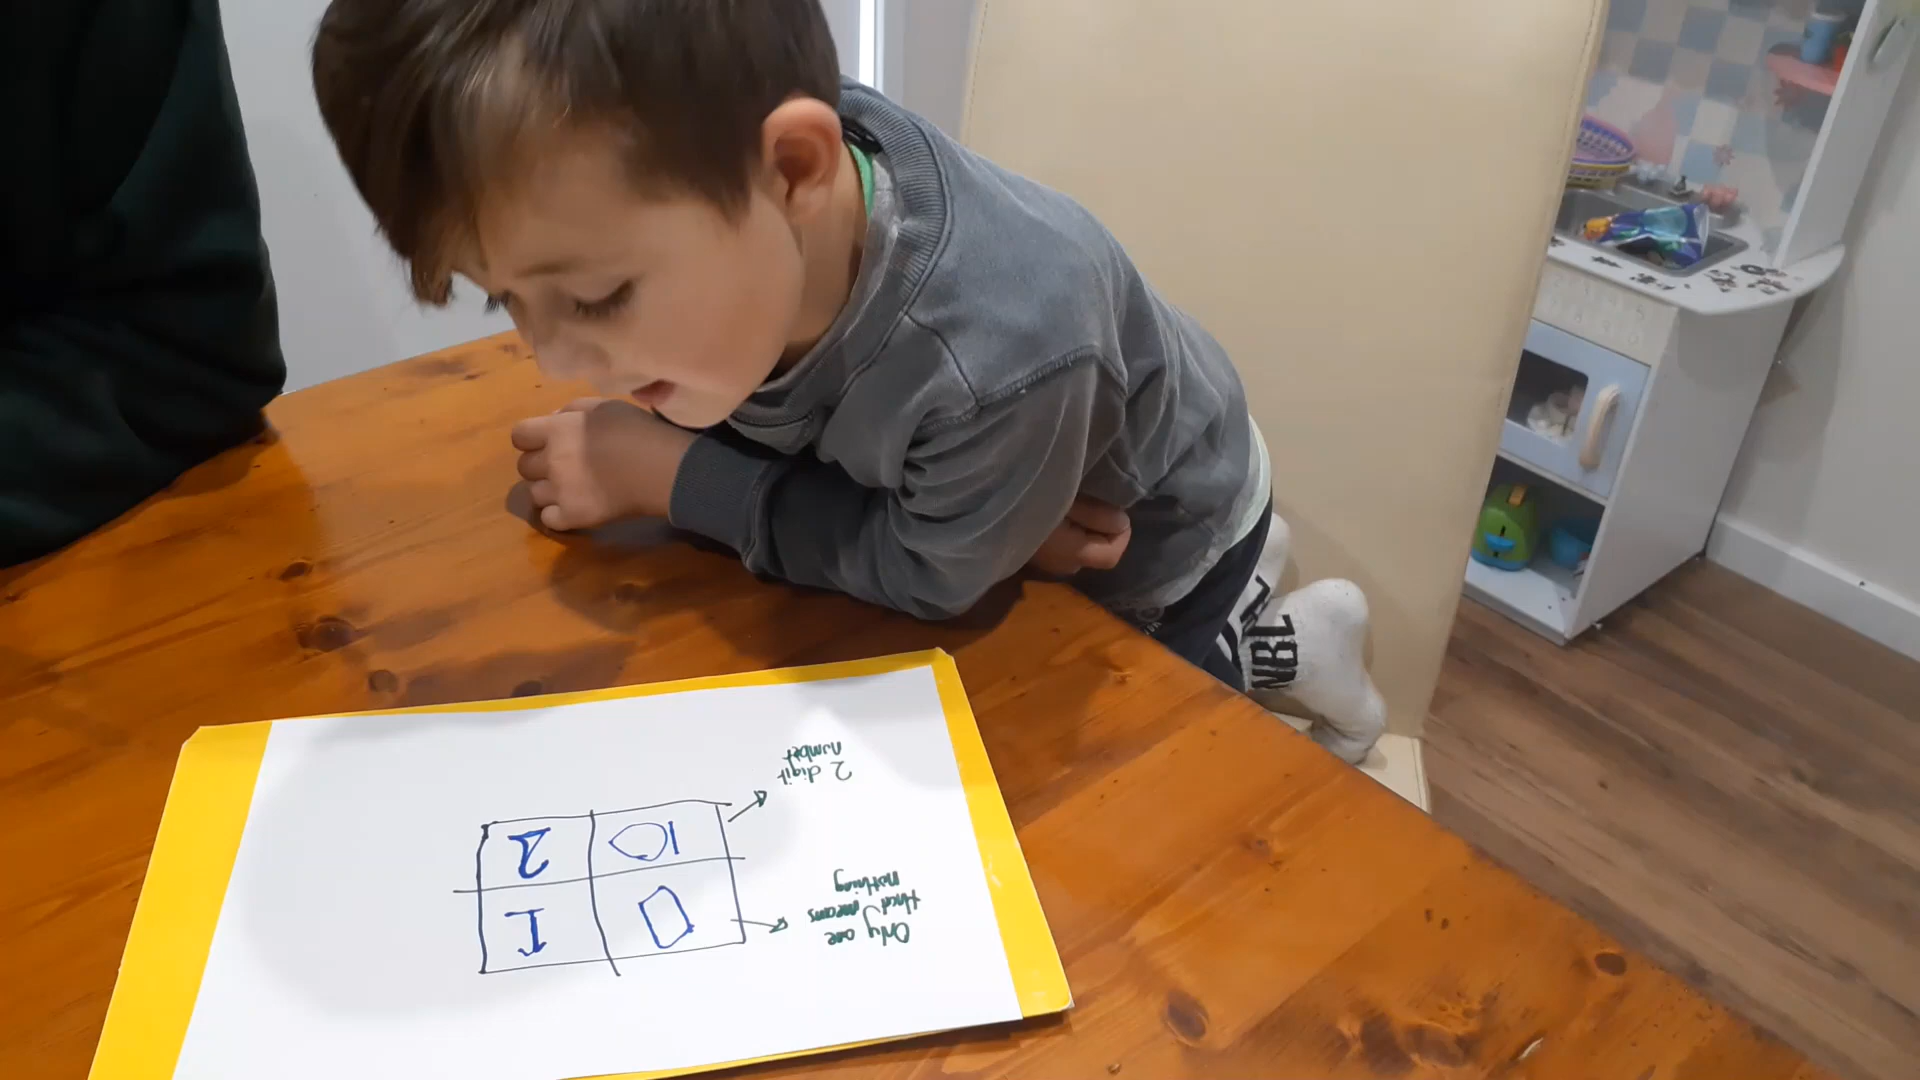 Only one
that means
nothing
0 1
2 digit
number
10 2
NBL